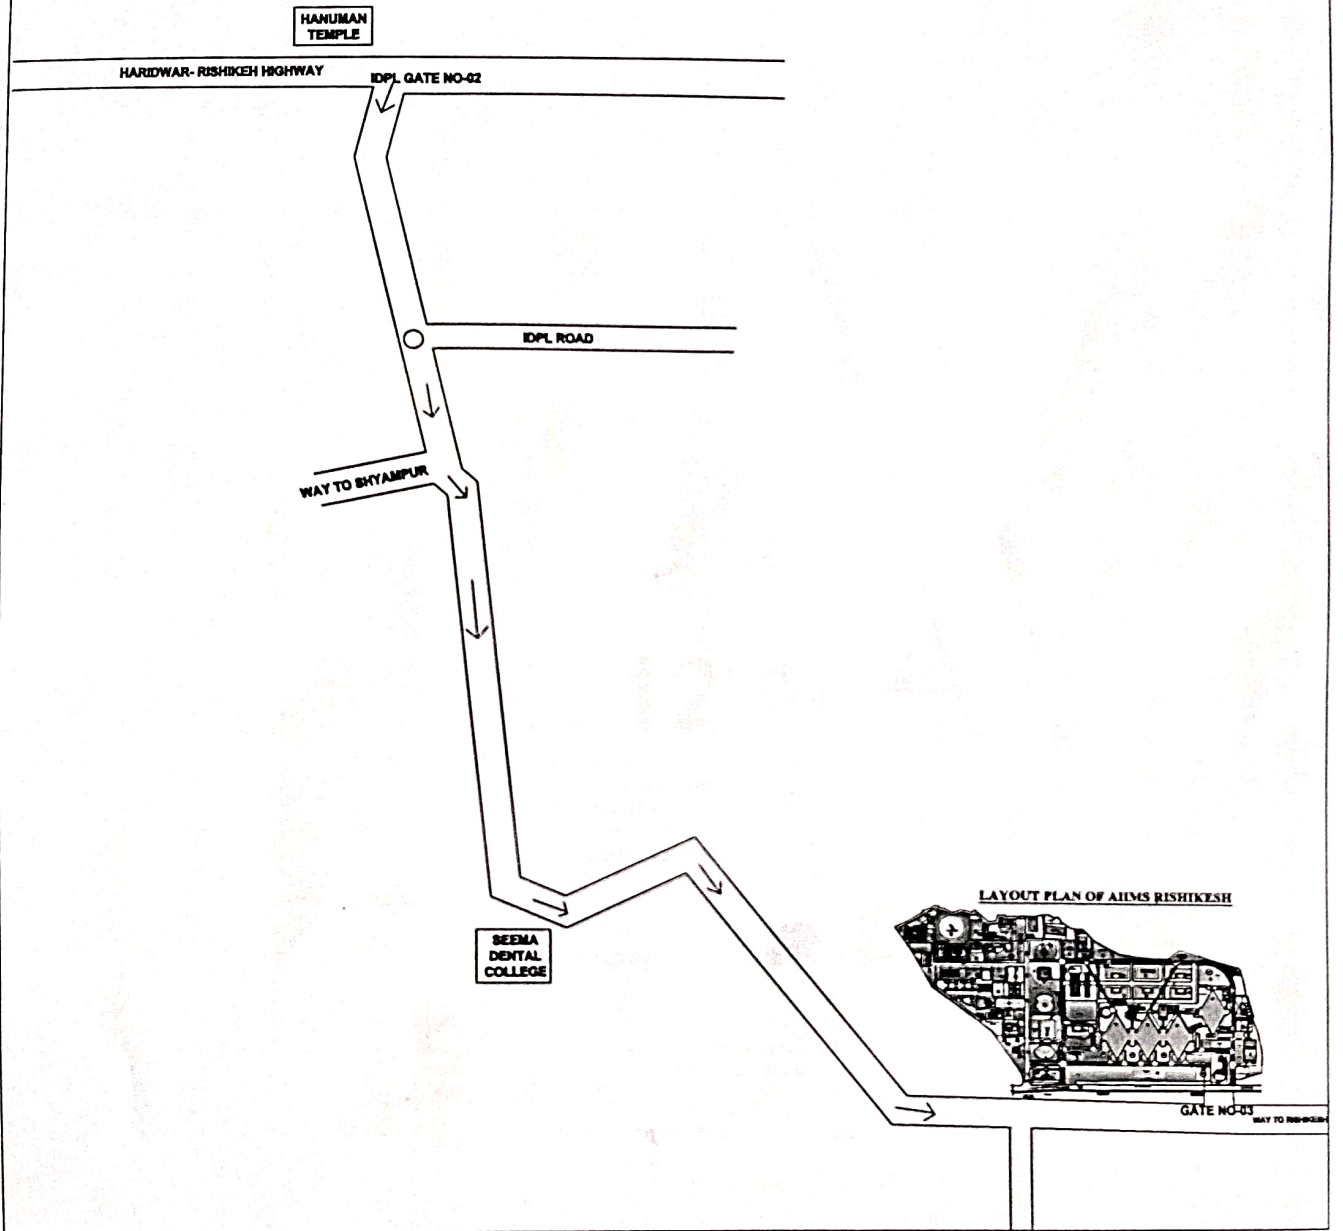 HANUMAN
TEMPLE
HARIDWAR- RISHIKEH HIGHWAY
IDPL GATE NO-02
IDPL ROAD
WAY TO SHYAMPUR
LAYOUT PLAN OF AIIMS RISHIKESH
SEEMA
DENTAL
COLLEGE
GATE NO-03
WAY TO RISHIKESH